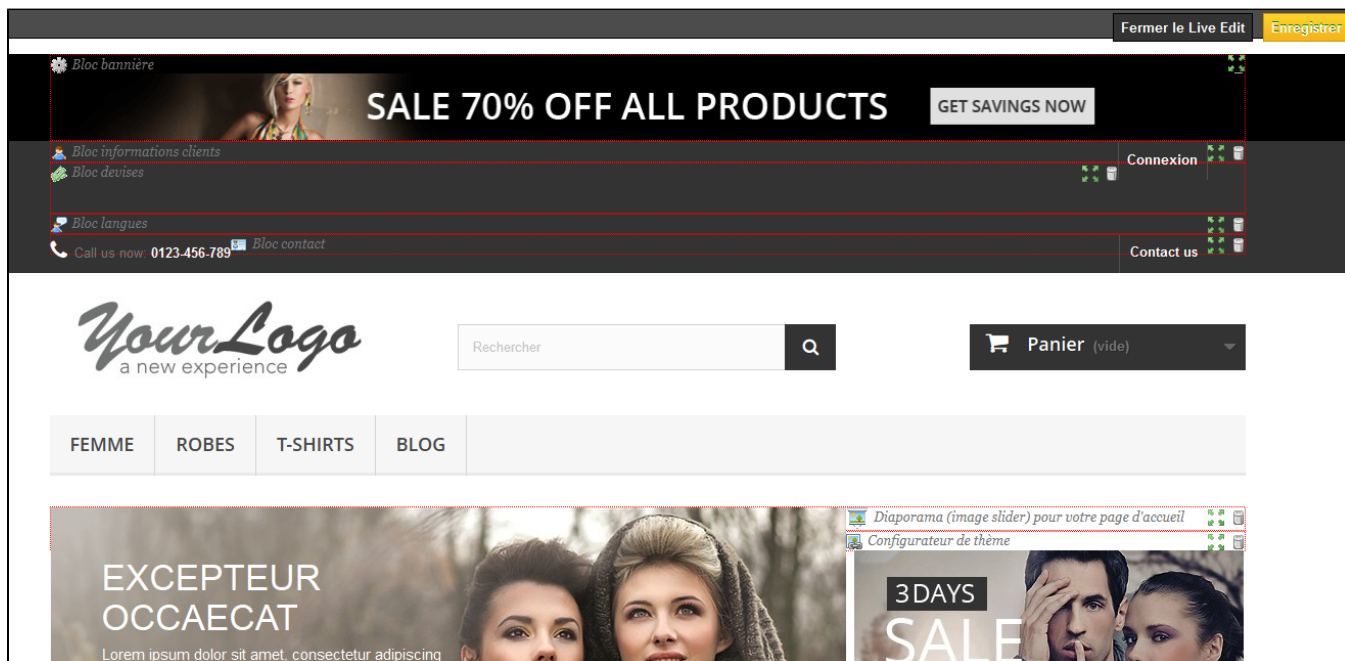 Fermer le Live Edit
Enregistrer
Bloc bannière
SALE 70% OFF ALL PRODUCTS
GET SAVINGS NOW
Bloc informations clients
Connexion
Bloc devises
Bloc langues
Call us now: 0123-456-789
Bloc contact
Contact us
YourLogo
a new experience
Rechercher
Panier (vide)
FEMME
ROBES
T-SHIRTS
BLOG
Diaporama (image slider) pour votre page d'accueil
Configurateur de thème
EXCEPTEUR
OCCAECAT
Lorem ipsum dolor sit amet, consectetur adipiscing
3 DAYS
SALE